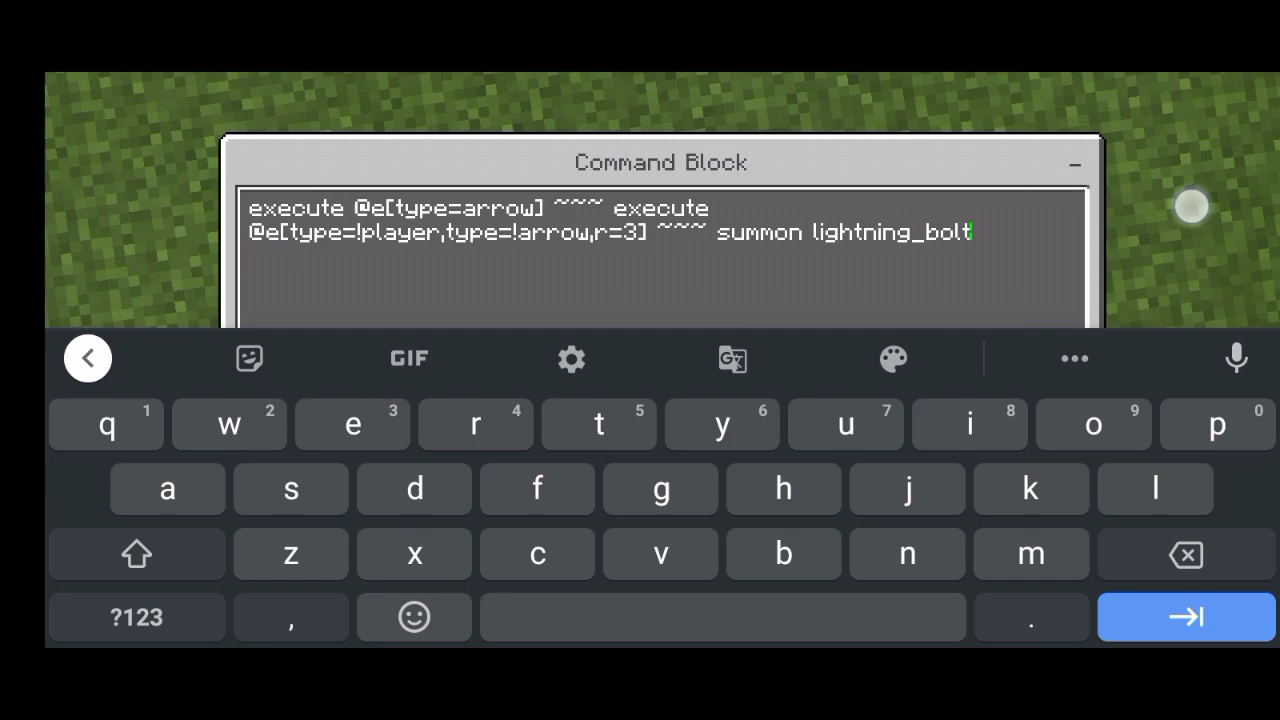 Command Block
execute @e[type=arrow] ~~~ execute
@e[type=!player,type=!arrow,r=3] ~~~ summon lightning_bolt
GIF
q 1 w 2 e 3 r 4 t 5 y 6 u 7 i 8 o 9 p 0
a s d f g h j k l
z x c v b n m
?123 , .